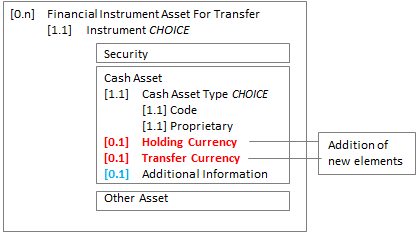 [0.n] Financial Instrument Asset For Transfer
[1.1] Instrument CHOICE
Security
Cash Asset
[1.1] Cash Asset Type CHOICE
[1.1] Code
[1.1] Proprietary
[0.1] Holding Currency
[0.1] Transfer Currency
[0.1] Additional Information
Other Asset
Addition of
new elements